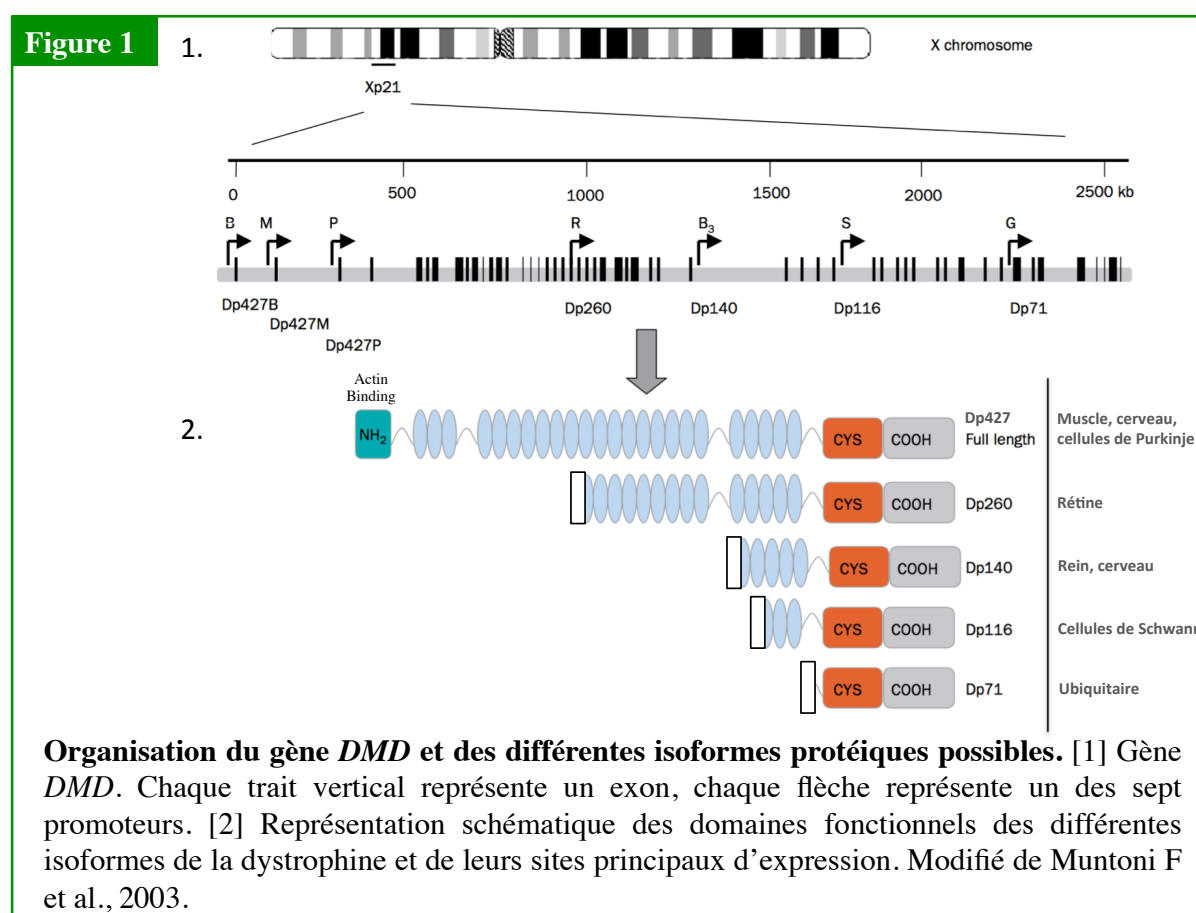 Figure 1
1.
X chromosome
Xp21
0 500 1000 1500 2000 2500 kb
B M P R B3 S G
Dp427B Dp260 Dp140 Dp116 Dp71
Dp427M
Dp427P
2.
Actin
Binding
NH2 CYS COOH Dp427
Full length
Muscle, cerveau,
cellules de Purkinje
CYS COOH Dp260 Rétine
CYS COOH Dp140 Rein, cerveau
CYS COOH Dp116 Cellules de Schwann
CYS COOH Dp71 Ubiquitaire
Organisation du gène DMD et des différentes isoformes protéiques possibles. [1] Gène
DMD. Chaque trait vertical représente un exon, chaque flèche représente un des sept
promoteurs. [2] Représentation schématique des domaines fonctionnels des différentes
isoformes de la dystrophine et de leurs sites principaux d'expression. Modifié de Muntoni F
et al., 2003.